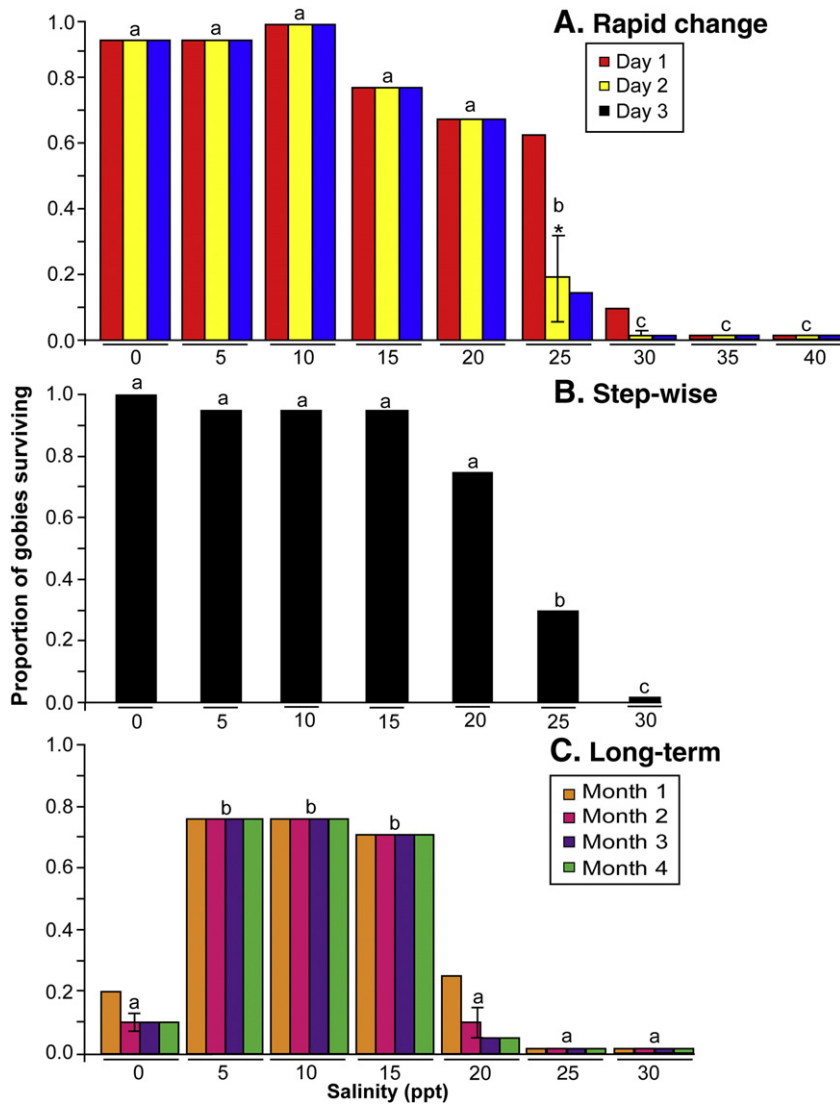 A. Rapid change
Day 1
Day 2
Day 3
1.0
0.8
0.6
0.4
0.2
0.0
a
a
a
a
a
b
*
c
c
c
0
5
10
15
20
25
30
35
40
Proportion of gobies surviving
B. Step-wise
1.0
0.8
0.6
0.4
0.2
0.0
a
a
a
a
a
b
c
0
5
10
15
20
25
30
C. Long-term
Month 1
Month 2
Month 3
Month 4
1.0
0.8
0.6
0.4
0.2
0.0
a
b
b
b
a
a
a
0
5
10
15
20
25
30
Salinity (ppt)